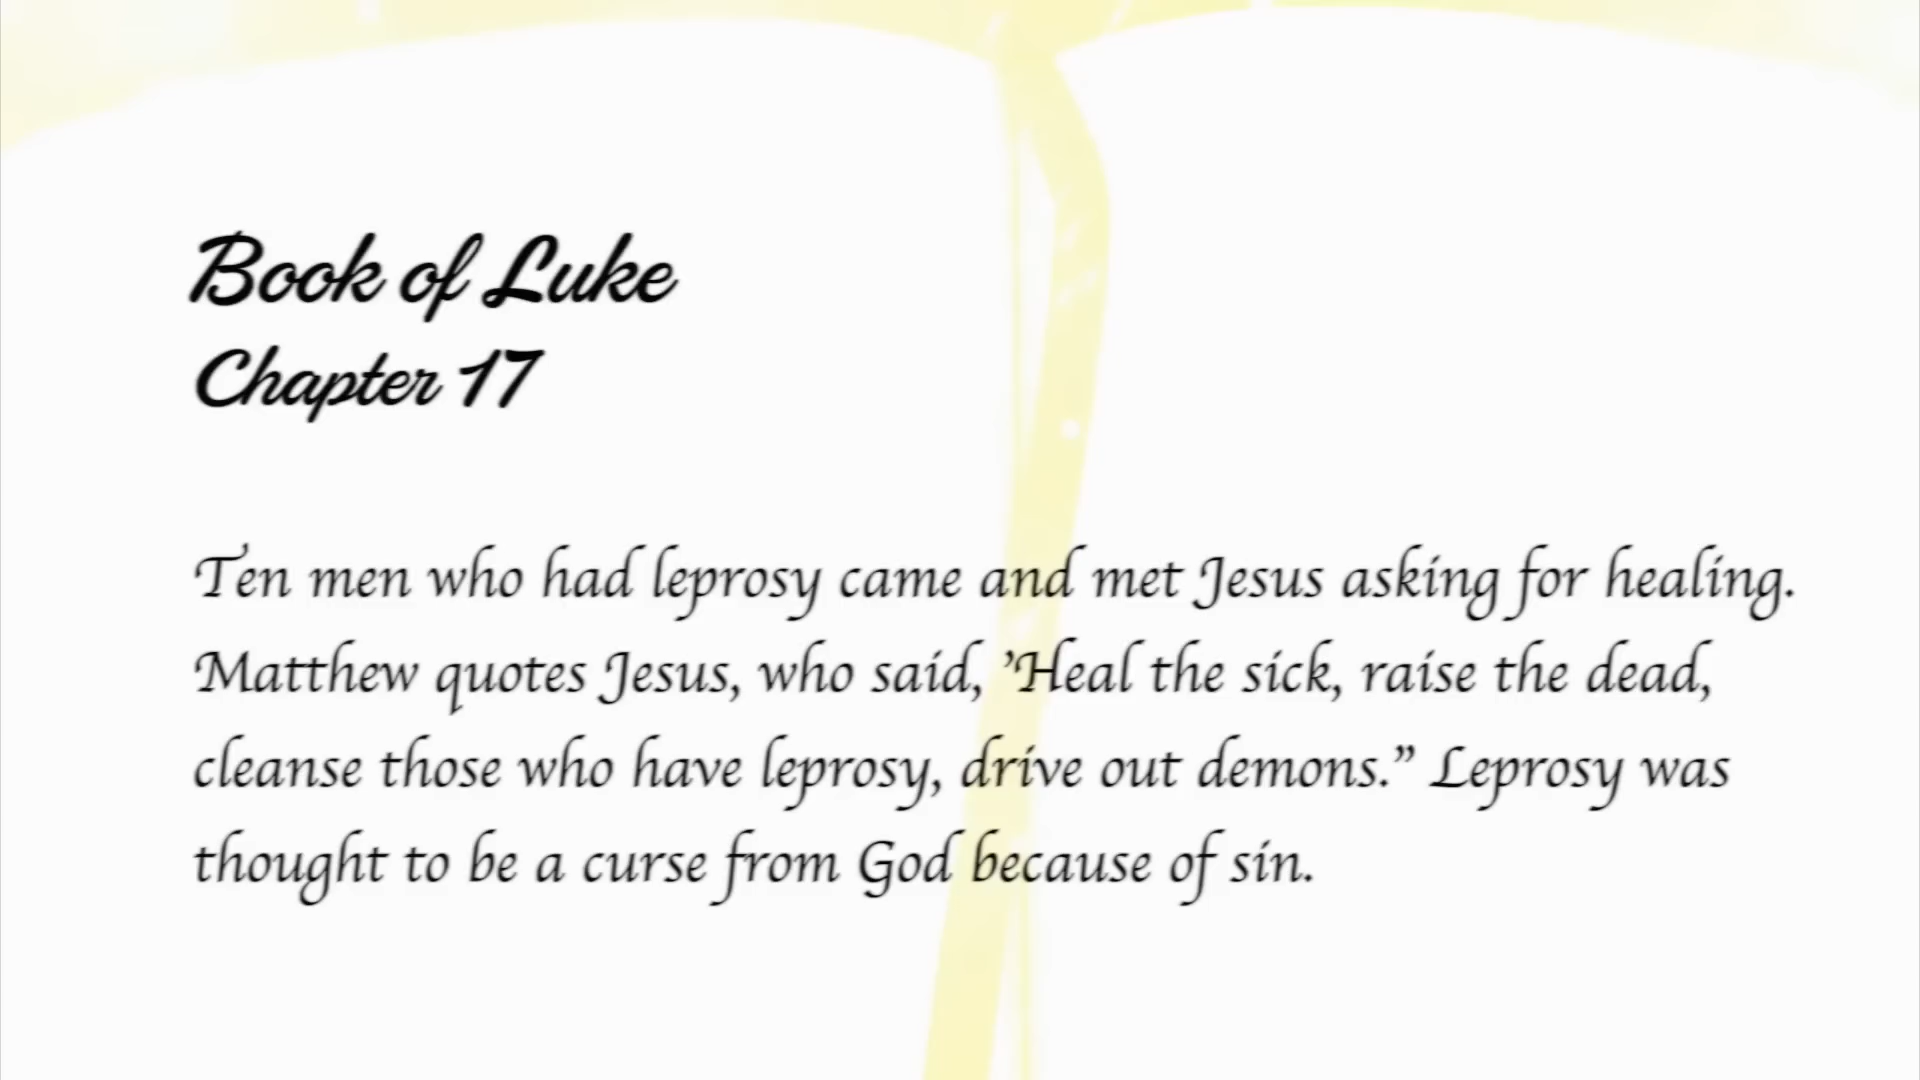 Book of Luke
Chapter 17
Ten men who had leprosy came and met Jesus asking for healing.
Matthew quotes Jesus, who said, ’Heal the sick, raise the dead,
cleanse those who have leprosy, drive out demons.” Leprosy was
thought to be a curse from God because of sin.